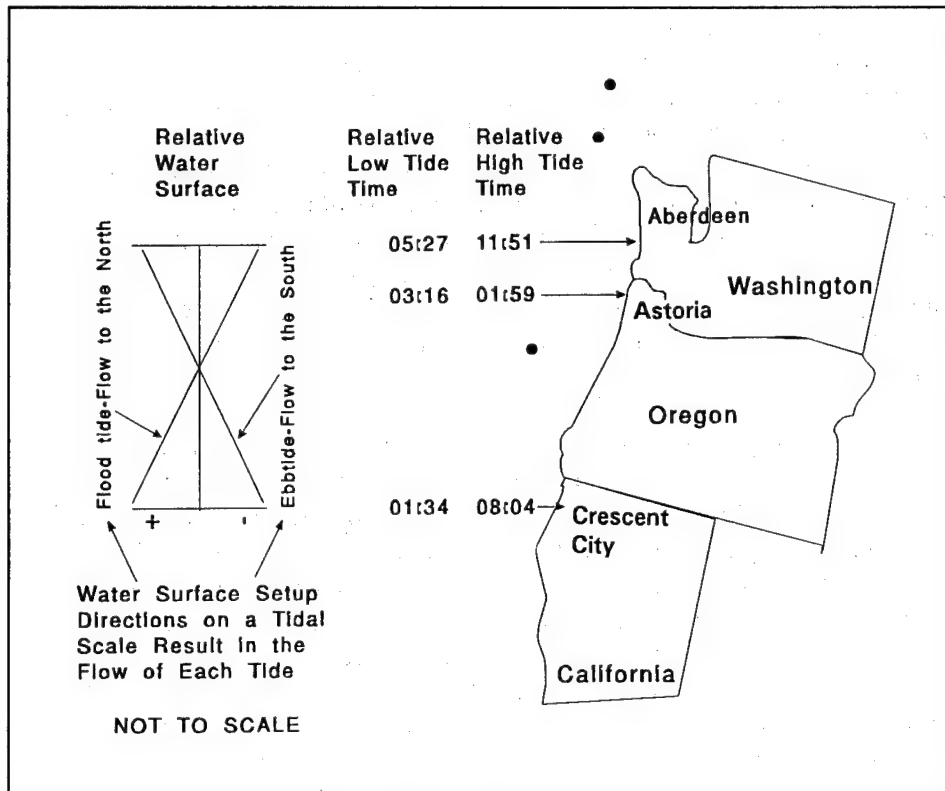 Relative
Water
Surface
Relative
Low Tide
Time
Relative
High Tide
Time
Flood tide-Flow to the North
Ebbtide-Flow to the South
+ -
Water Surface Setup
Directions on a Tidal
Scale Result in the
Flow of Each Tide
NOT TO SCALE
05:27 11:51
03:16 01:59
01:34 08:04
Aberdeen
Washington
Astoria
Oregon
Crescent
City
California